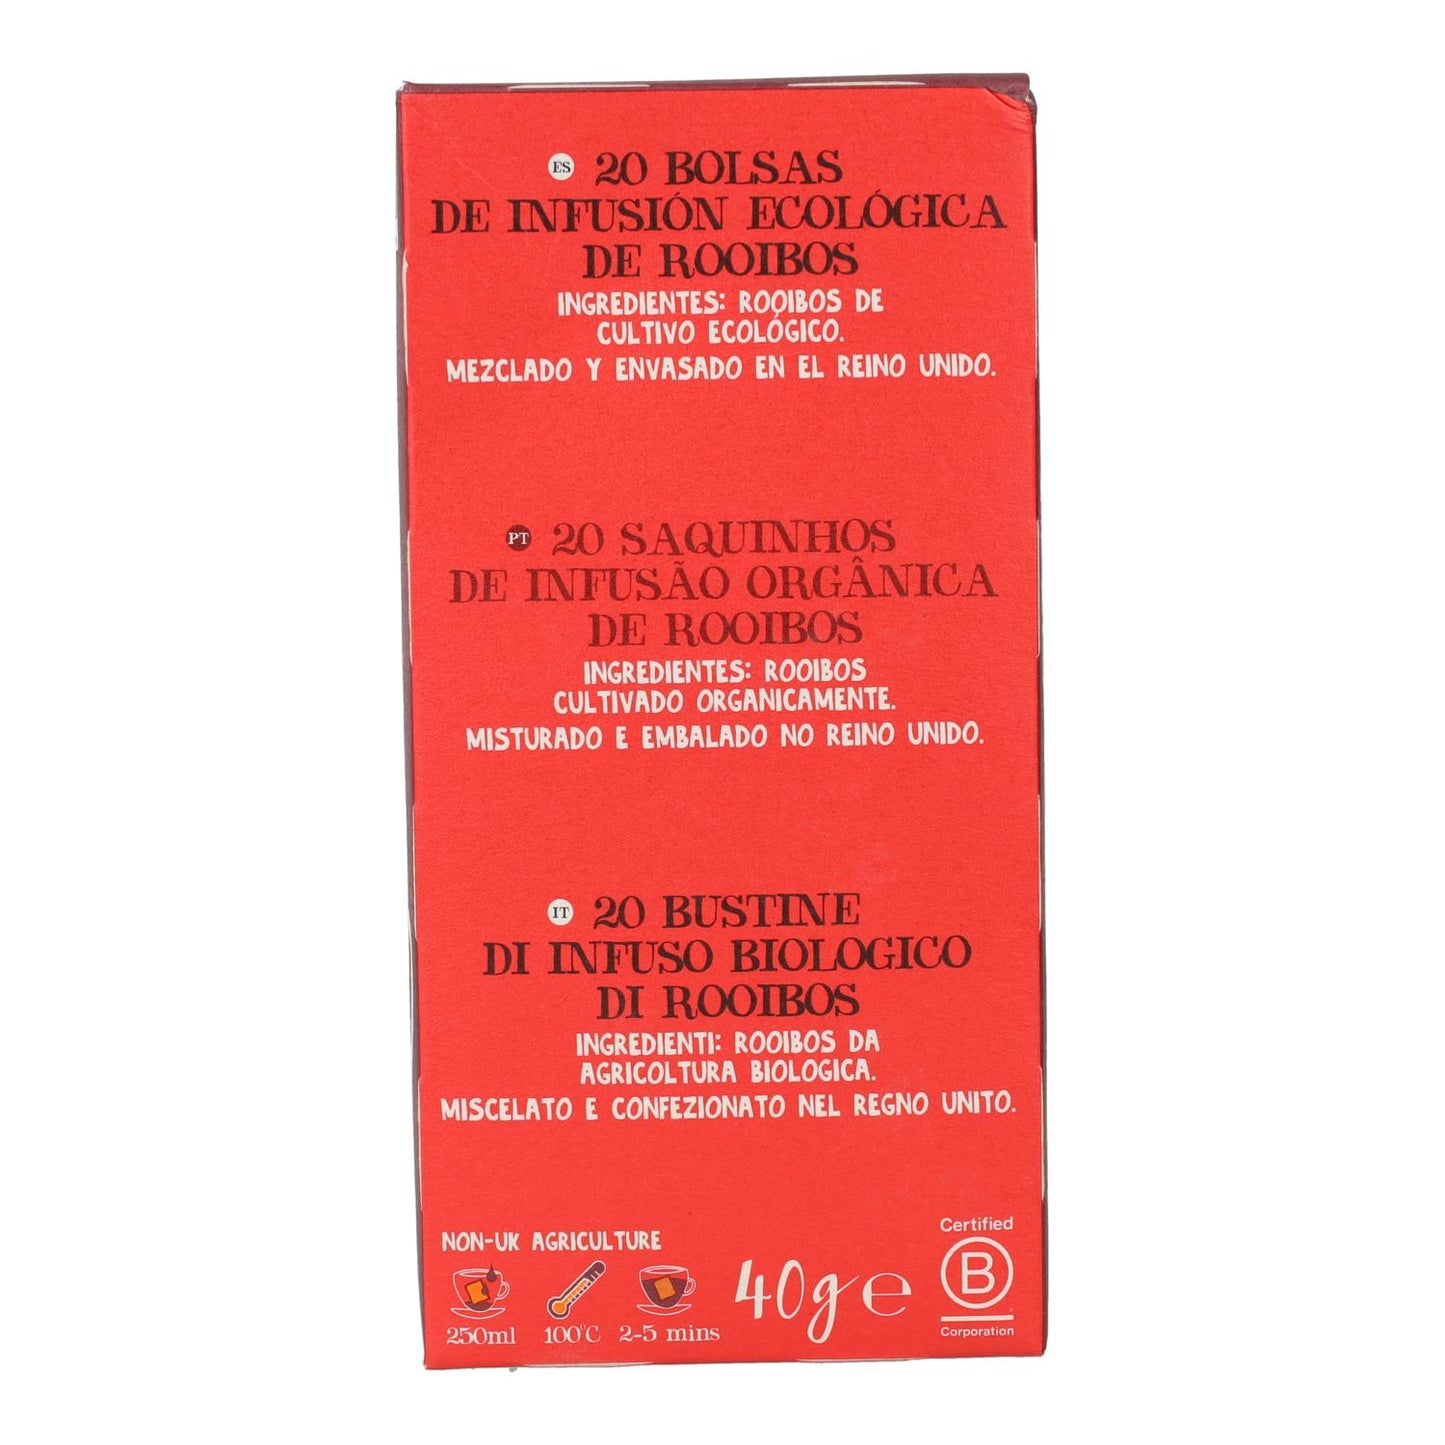 ES 20 BOLSAS
DE INFUSIÓN ECOLÓGICA
DE ROOIBOS
INGREDIENTES: ROOIBOS DE
CULTIVO ECOLÓGICO.
MEZCLADO Y ENVASADO EN EL REINO UNIDO.
PT 20 SAQUINHOS
DE INFUSÃO ORGÂNICA
DE ROOIBOS
INGREDIENTES: ROOIBOS
CULTIVADO ORGANICAMENTE.
MISTURADO E EMBALADO NO REINO UNIDO.
IT 20 BUSTINE
DI INFUSO BIOLOGICO
DI ROOIBOS
INGREDIENTI: ROOIBOS DA
AGRICOLTURA BIOLOGICA.
MISCELATO E CONFEZIONATO NEL REGNO UNITO.
NON-UK AGRICULTURE
250ml 100°C 2-5 mins
40g e
Certified
B
Corporation